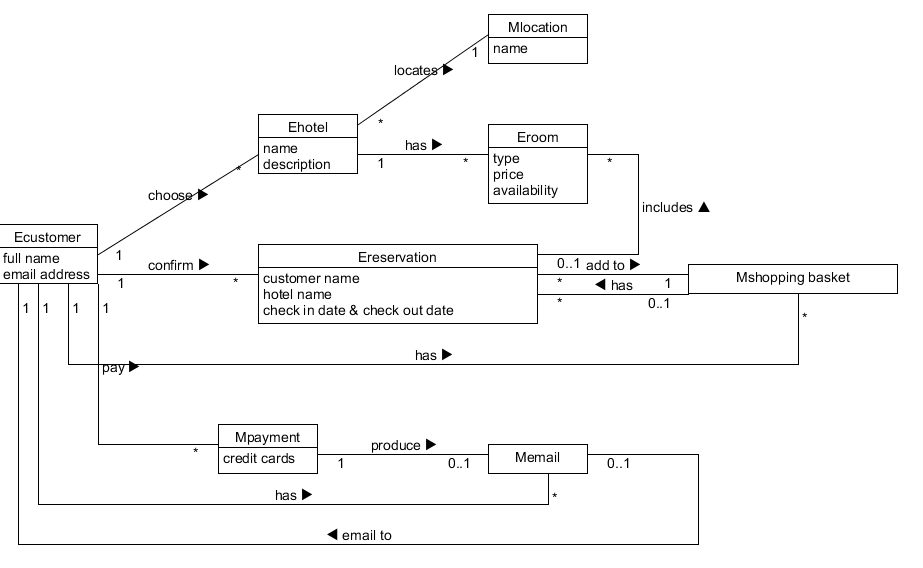 Mlocation
name
1
locates ▶
*
Ehotel
name
description
has ▶
1
*
Eroom
type
price
availability
*
*
choose ▶
includes ▲
Ecustomer
full name
email address
1
confirm ▶
1
*
Ereservation
customer name
hotel name
check in date & check out date
0..1
add to ▶
*
1
◀ has
*
0..1
Mshopping basket
1
1
1
1
*
has ▶
pay ▶
Mpayment
credit cards
*
produce ▶
1
0..1
Memail
0..1
has ▶
*
◀ email to